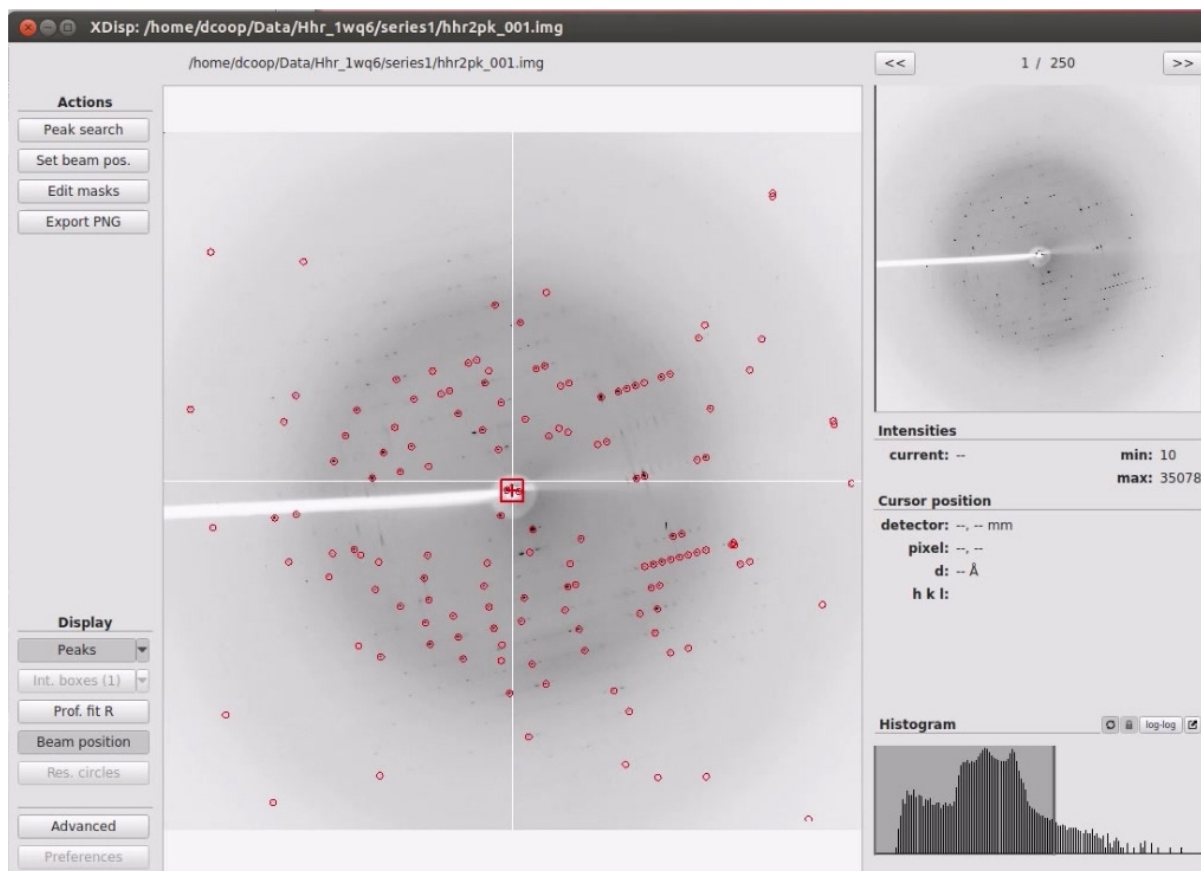 XDisp: /home/dcoop/Data/Hhr_1wq6/series1/hhr2pk_001.img
/home/dcoop/Data/Hhr_1wq6/series1/hhr2pk_001.img
<< 1 / 250 >>
Actions
Peak search
Set beam pos.
Edit masks
Export PNG
Intensities
current: -- min: 10
max: 35078
Cursor position
detector: --, -- mm
pixel: --, --
d: -- Å
h k l:
Display
Peaks
Int. boxes (1)
Prof. fit R
Beam position
Res. circles
Advanced
Preferences
Histogram log-log